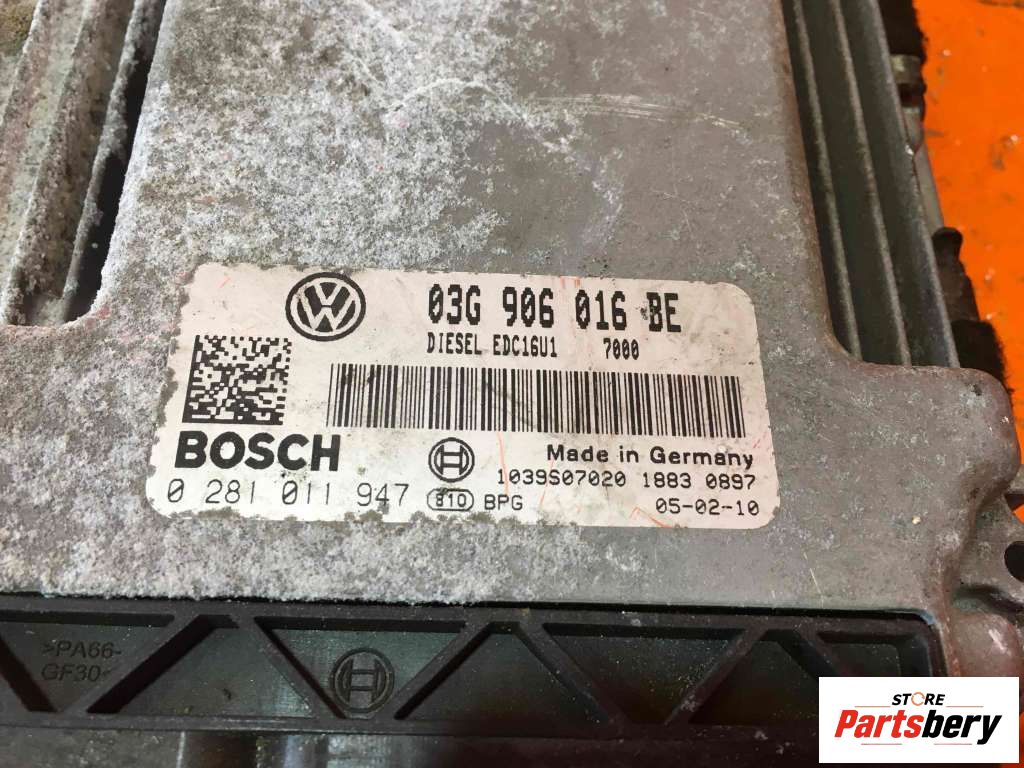 03G 906 016 BE
DIESEL EDC16U1 7000
BOSCH
Made in Germany
1039S07020 1883 0897
0 281 011 947 810 BPG 05-02-10
>PA66-
GF30<
STORE
Partsbery